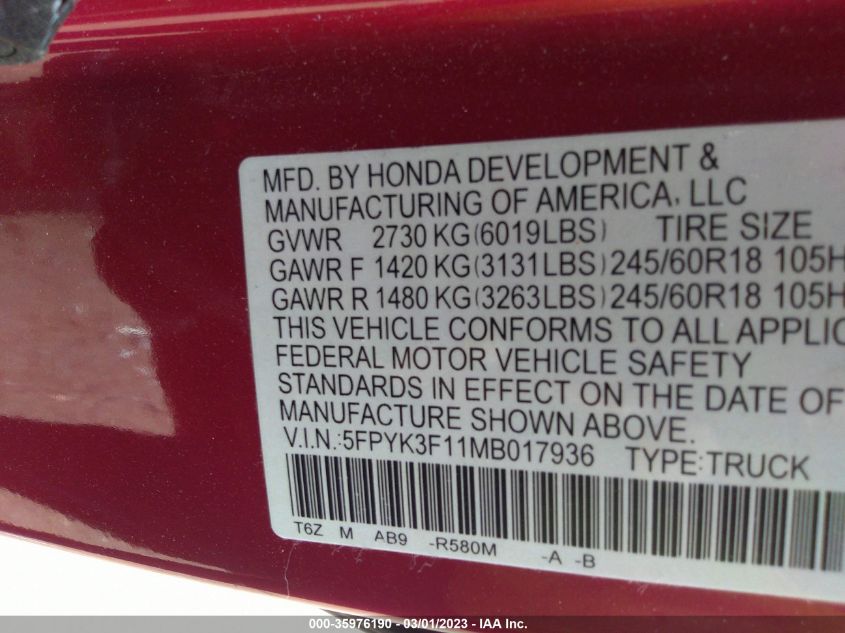 MFD. BY HONDA DEVELOPMENT &
MANUFACTURING OF AMERICA, LLC
GVWR 2730 KG(6019LBS) TIRE SIZE
GAWR F 1420 KG(3131LBS) 245/60R18 105H
GAWR R 1480 KG(3263LBS) 245/60R18 105H
THIS VEHICLE CONFORMS TO ALL APPLIC
FEDERAL MOTOR VEHICLE SAFETY
STANDARDS IN EFFECT ON THE DATE OF
MANUFACTURE SHOWN ABOVE.
V.I.N.:5FPYK3F11MB017936 TYPE:TRUCK
T6Z M AB9 -R580M -A -B
000-35976190 - 03/01/2023 - IAA Inc.